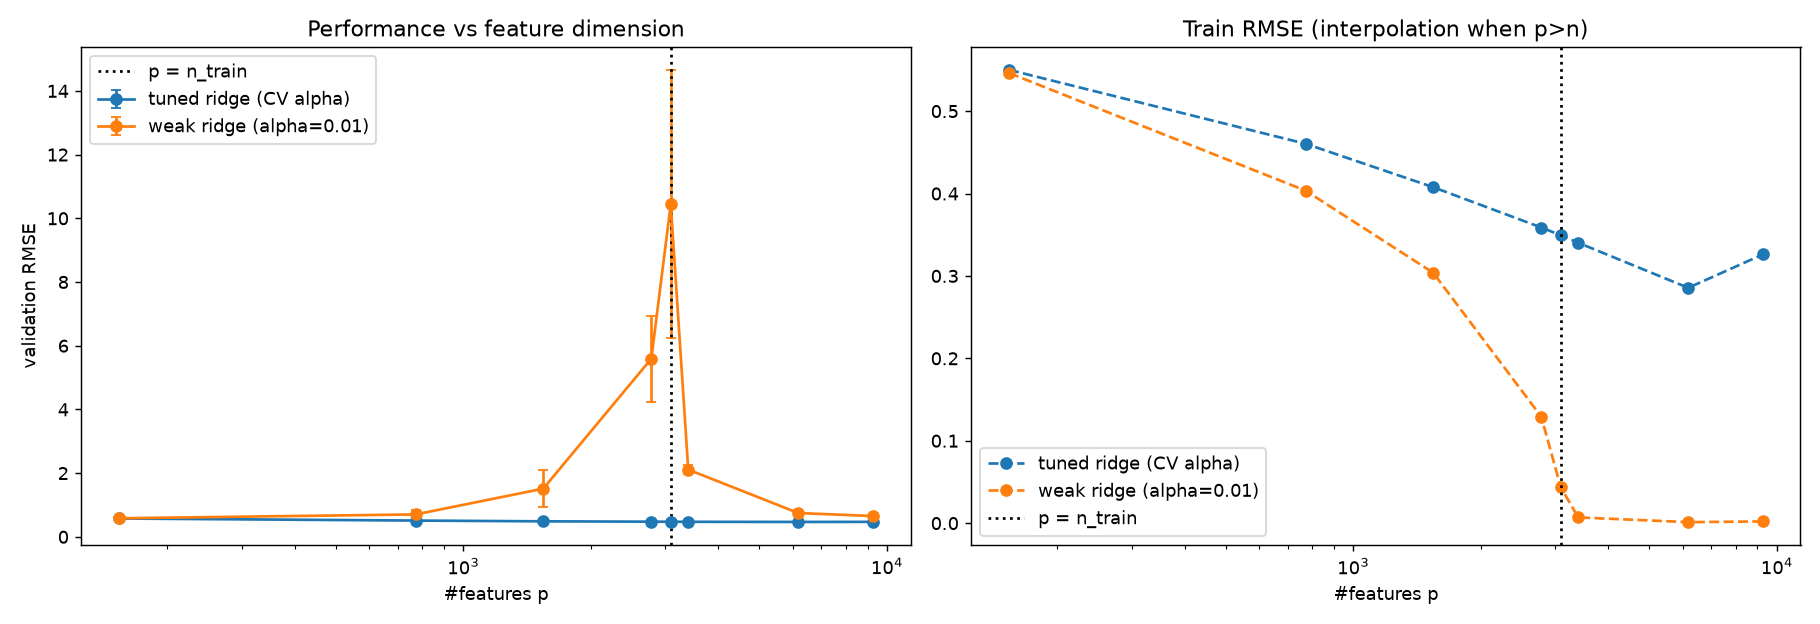 Performance vs feature dimension
p = n_train
tuned ridge (CV alpha)
weak ridge (alpha=0.01)
validation RMSE
14
12
10
8
6
4
2
0
10³
10⁴
#features p
Train RMSE (interpolation when p>n)
0.5
0.4
0.3
0.2
0.1
0.0
tuned ridge (CV alpha)
weak ridge (alpha=0.01)
p = n_train
10³
10⁴
#features p